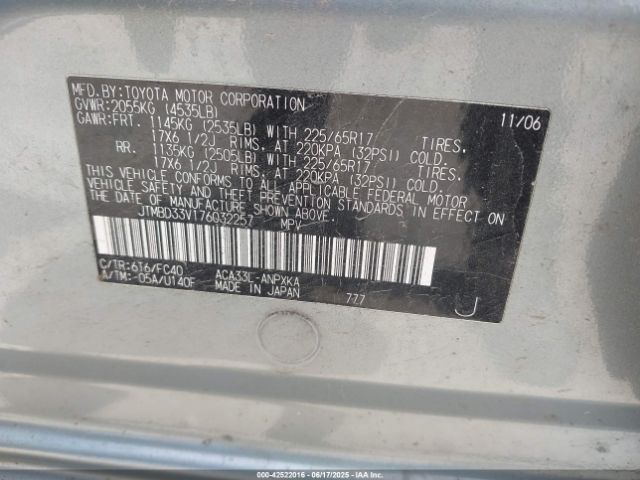 MFD.BY:TOYOTA MOTOR CORPORATION 11/06
GVWR:2055KG (4535LB)
GAWR:FRT. 1145KG (2535LB) WITH 225/65R17 TIRES,
17X6 1/2J RIMS, AT 220KPA (32PSI) COLD.
RR. 1135KG (2505LB) WITH 225/65R17 TIRES,
17X6 1/2J RIMS, AT 220KPA (32PSI) COLD.
THIS VEHICLE CONFORMS TO ALL APPLICABLE FEDERAL MOTOR
VEHICLE SAFETY AND THEFT PREVENTION STANDARDS IN EFFECT ON
THE DATE OF MANUFACTURE SHOWN ABOVE.
JTMBD33V176032257 MPV
C/TR:6T6/FC40 ACA33L-ANPXKA
A/TM:-05A/U140F MADE IN JAPAN 777 J
00-42522016 - 06/17/2025 - IAAI.COM